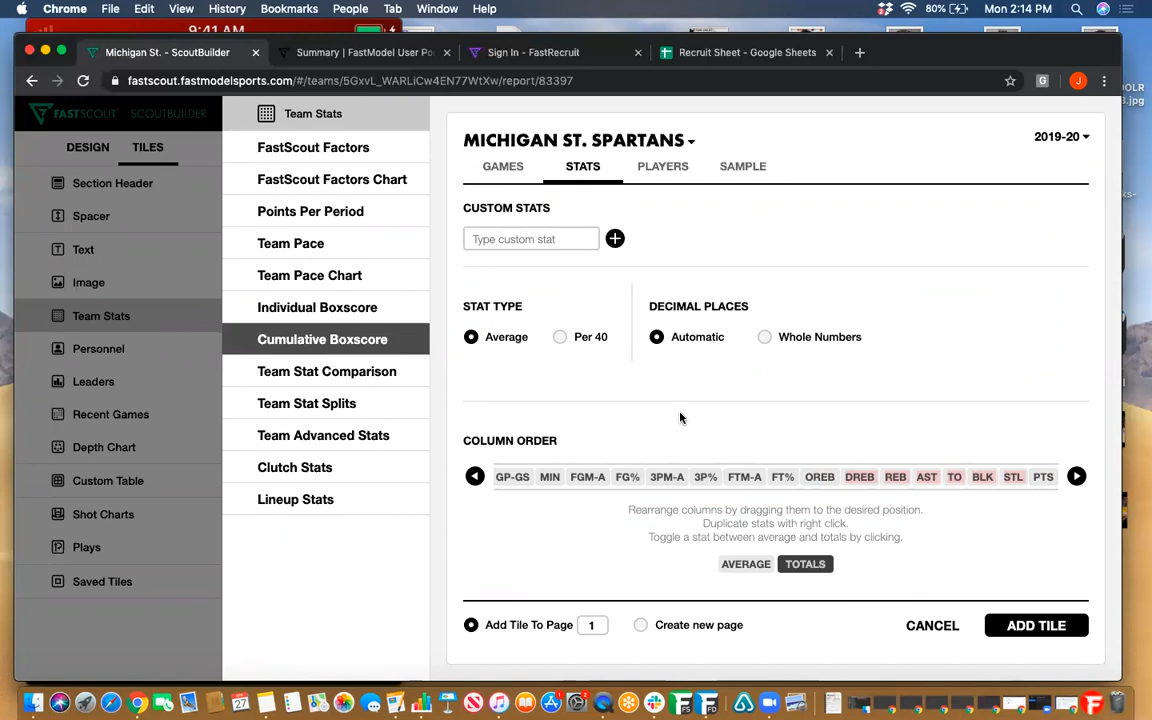 Chrome File Edit View History Bookmarks People Tab Window Help 80% Mon 2:14 PM
9:41 AM
Michigan St. - ScoutBuilder Summary | FastModel User Po Sign In - FastRecruit Recruit Sheet - Google Sheets
fastscout.fastmodelsports.com/#/teams/5GxvL_WARLiCw4EN77WtXw/report/83397
G J
FASTSCOUT SCOUTBUILDER
DESIGN TILES
Section Header
Spacer
Text
Image
Team Stats
Personnel
Leaders
Recent Games
Depth Chart
Custom Table
Shot Charts
Plays
Saved Tiles
Team Stats
FastScout Factors
FastScout Factors Chart
Points Per Period
Team Pace
Team Pace Chart
Individual Boxscore
Cumulative Boxscore
Team Stat Comparison
Team Stat Splits
Team Advanced Stats
Clutch Stats
Lineup Stats
MICHIGAN ST. SPARTANS 2019-20
GAMES STATS PLAYERS SAMPLE
CUSTOM STATS
Type custom stat
STAT TYPE DECIMAL PLACES
Average Per 40 Automatic Whole Numbers
COLUMN ORDER
GP-GS MIN FGM-A FG% 3PM-A 3P% FTM-A FT% OREB DREB REB AST TO BLK STL PTS
Rearrange columns by dragging them to the desired position.
Duplicate stats with right click.
Toggle a stat between average and totals by clicking.
AVERAGE TOTALS
Add Tile To Page 1 Create new page CANCEL ADD TILE